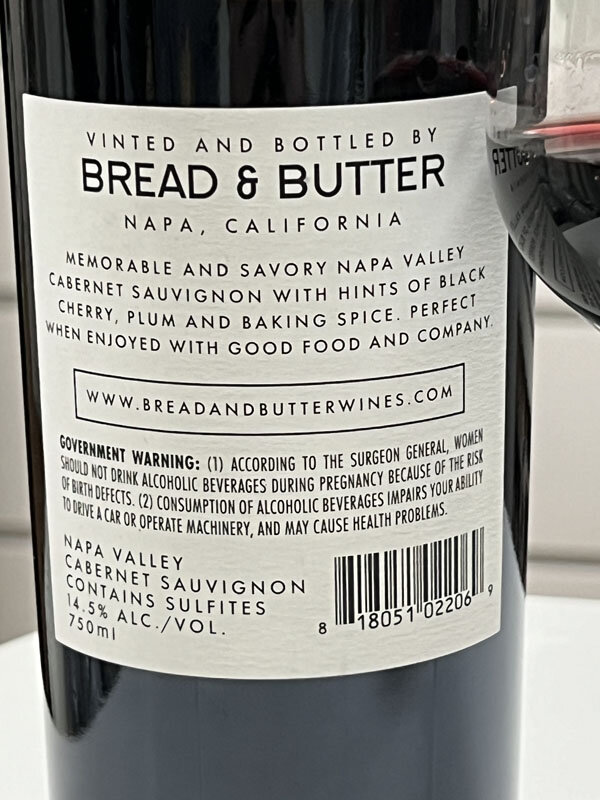 VINTED AND BOTTLED BY
BREAD & BUTTER
NAPA, CALIFORNIA
MEMORABLE AND SAVORY NAPA VALLEY
CABERNET SAUVIGNON WITH HINTS OF BLACK
CHERRY, PLUM AND BAKING SPICE. PERFECT
WHEN ENJOYED WITH GOOD FOOD AND COMPANY.
WWW.BREADANDBUTTERWINES.COM
GOVERNMENT WARNING: (1) ACCORDING TO THE SURGEON GENERAL, WOMEN
SHOULD NOT DRINK ALCOHOLIC BEVERAGES DURING PREGNANCY BECAUSE OF THE RISK
OF BIRTH DEFECTS. (2) CONSUMPTION OF ALCOHOLIC BEVERAGES IMPAIRS YOUR ABILITY
TO DRIVE A CAR OR OPERATE MACHINERY, AND MAY CAUSE HEALTH PROBLEMS.
NAPA VALLEY
CABERNET SAUVIGNON
CONTAINS SULFITES
14.5% ALC./VOL.
750ml
8 18051 02206 9